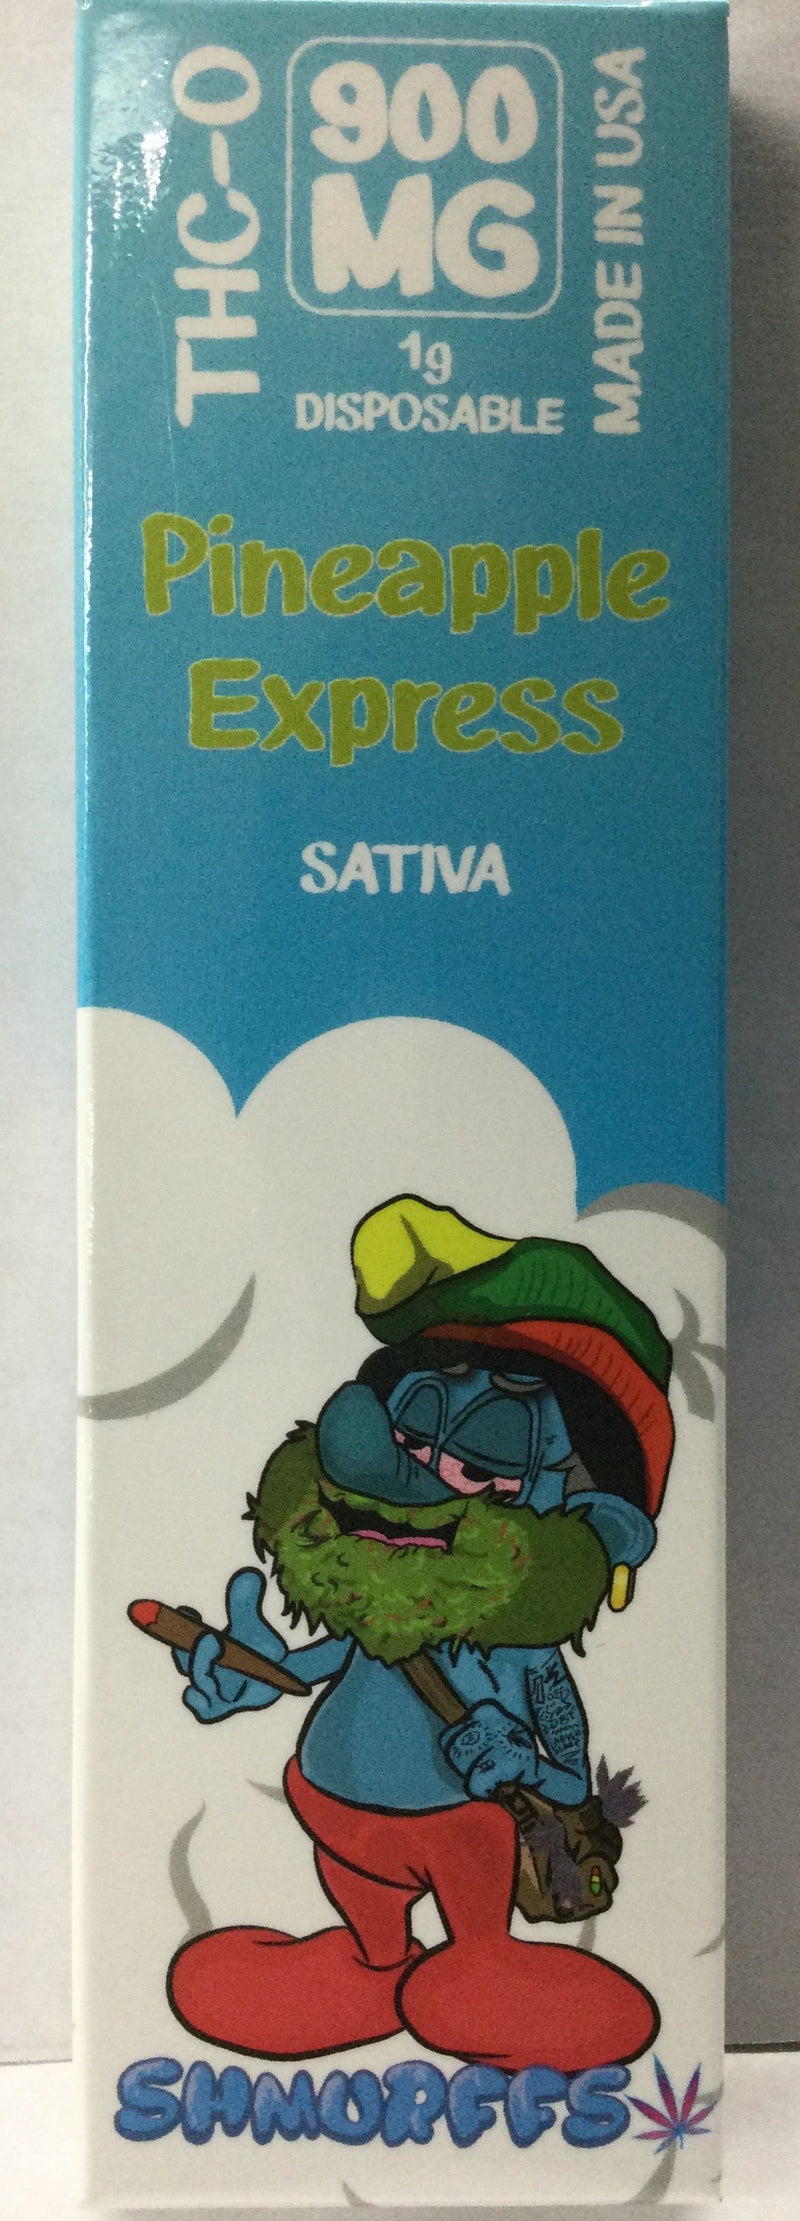 THC-O
900
MG
1g
DISPOSABLE
MADE IN USA
Pineapple
Express
SATIVA
SHMURFFS